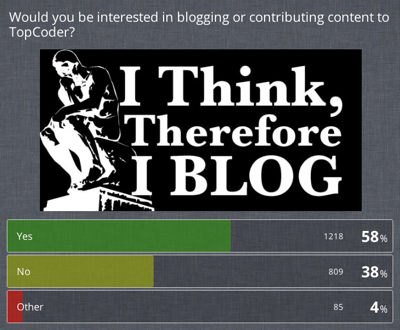 Would you be interested in blogging or contributing content to
TopCoder?
I Think,
Therefore
I BLOG
Yes 1218 58%
No 809 38%
Other 85 4%